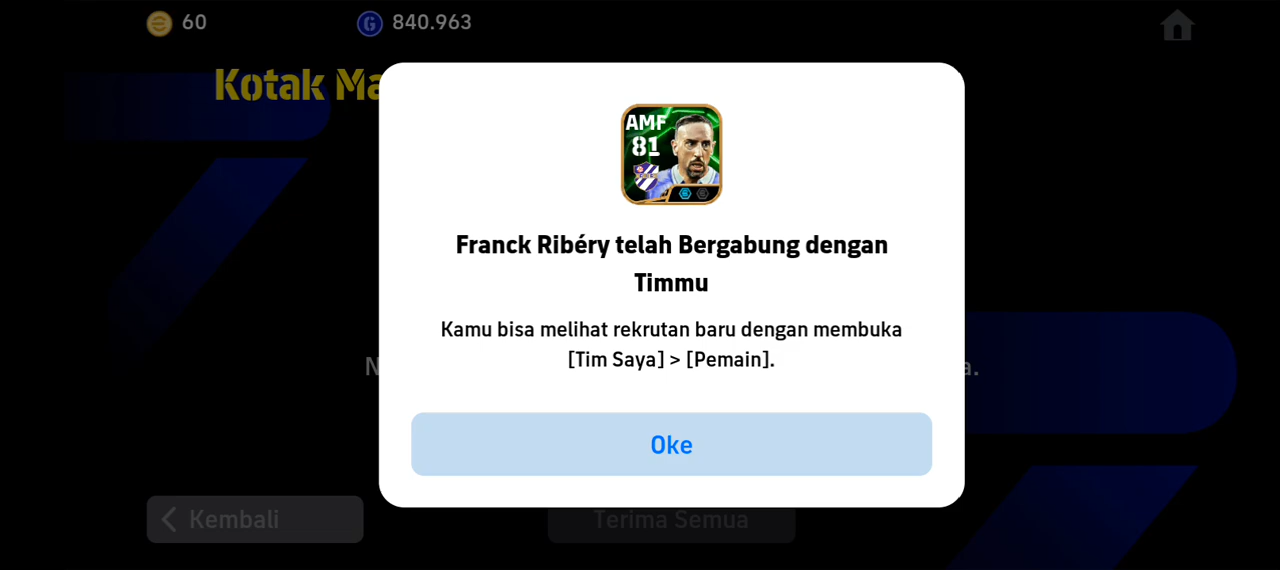 60
840.963
Kotak Ma
AMF
81
Franck Ribéry telah Bergabung dengan
Timmu
Kamu bisa melihat rekrutan baru dengan membuka
[Tim Saya] > [Pemain].
N
a.
Oke
Kembali
Terima Semua